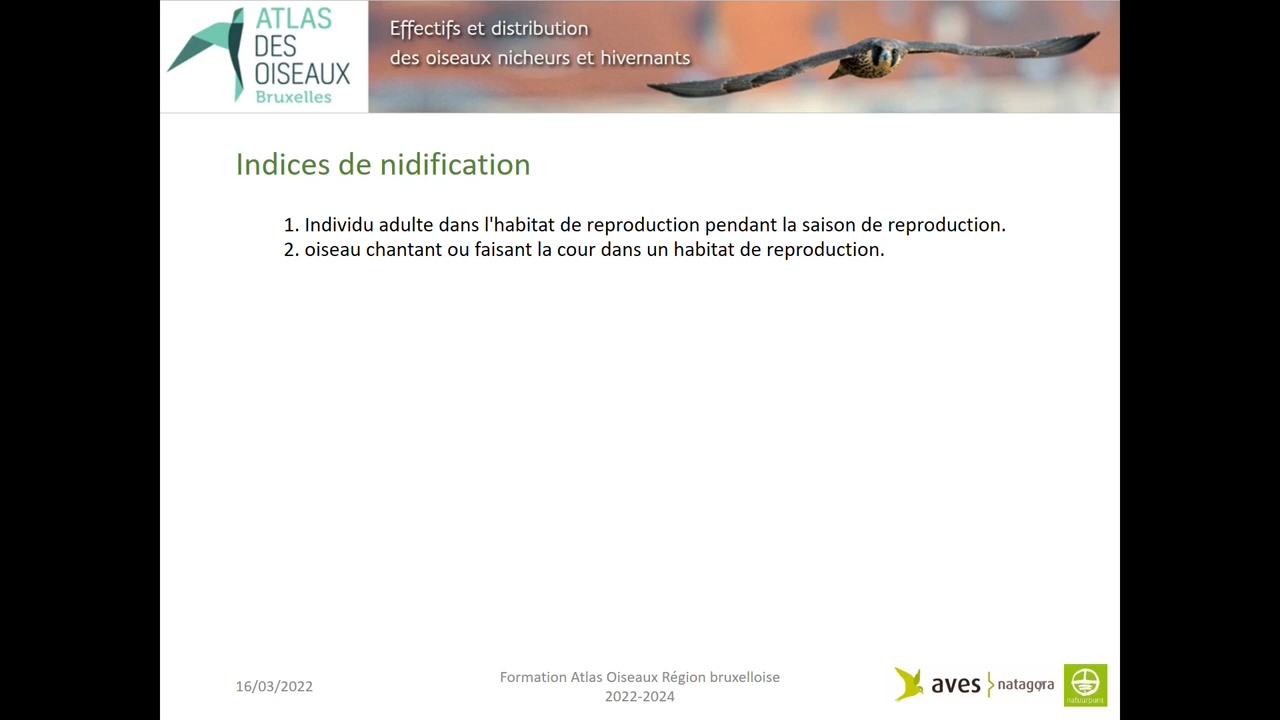 ATLAS
DES
OISEAUX
Bruxelles
Effectifs et distribution
des oiseaux nicheurs et hivernants
Indices de nidification
1. Individu adulte dans l'habitat de reproduction pendant la saison de reproduction.
2. oiseau chantant ou faisant la cour dans un habitat de reproduction.
16/03/2022
Formation Atlas Oiseaux Région bruxelloise
2022-2024
aves
natagora
natuurpunt